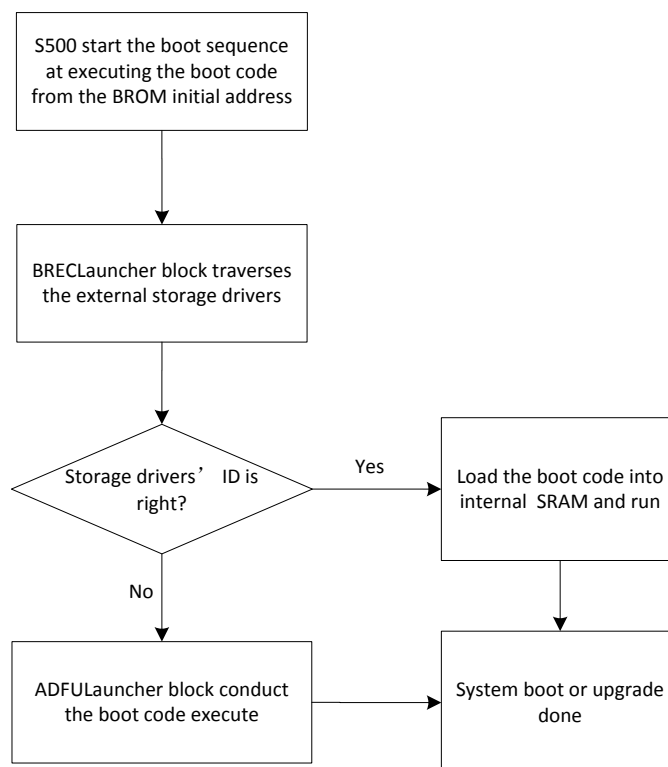 S500 start the boot sequence
at executing the boot code
from the BROM initial address
BRECLauncher block traverses
the external storage drivers
Storage drivers’ ID is
right?
Yes
Load the boot code into
internal SRAM and run
No
ADFULauncher block conduct
the boot code execute
System boot or upgrade
done